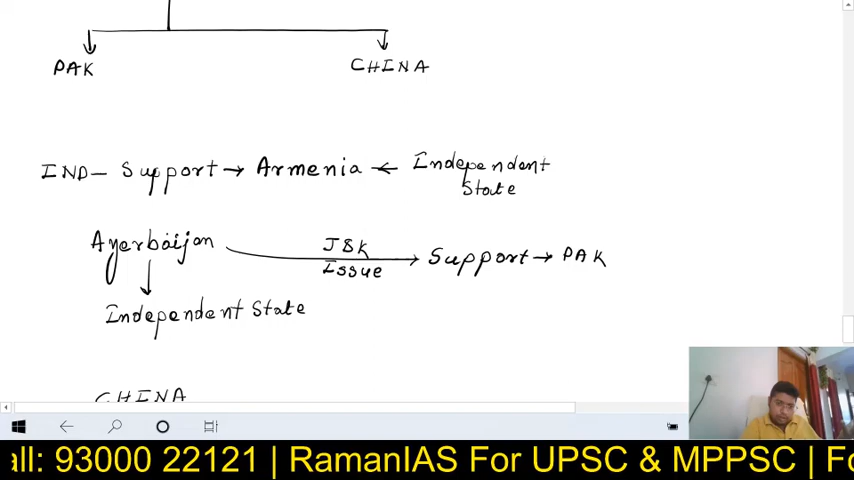 PAK CHINA
IND- Support → Armenia ← Independent
State
Azerbaijan J&K Support → PAK
Issue
Independent State
CHINA
all: 93000 22121 | RamanIAS For UPSC & MPPSC | Fo